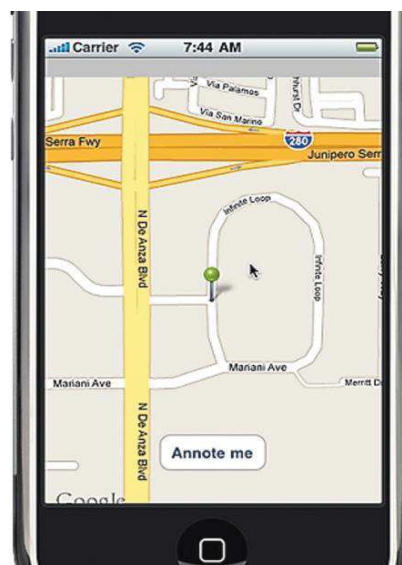 Carrier 7:44 AM
Via Palamos
Via San Marino
280
Serra Fwy
Junipero Serr
Infinite Loop
N De Anza Blvd
Infinite Loop
Mariani Ave
Mariani Ave
Merritt D
N De Anza Blvd
Annote me
Google